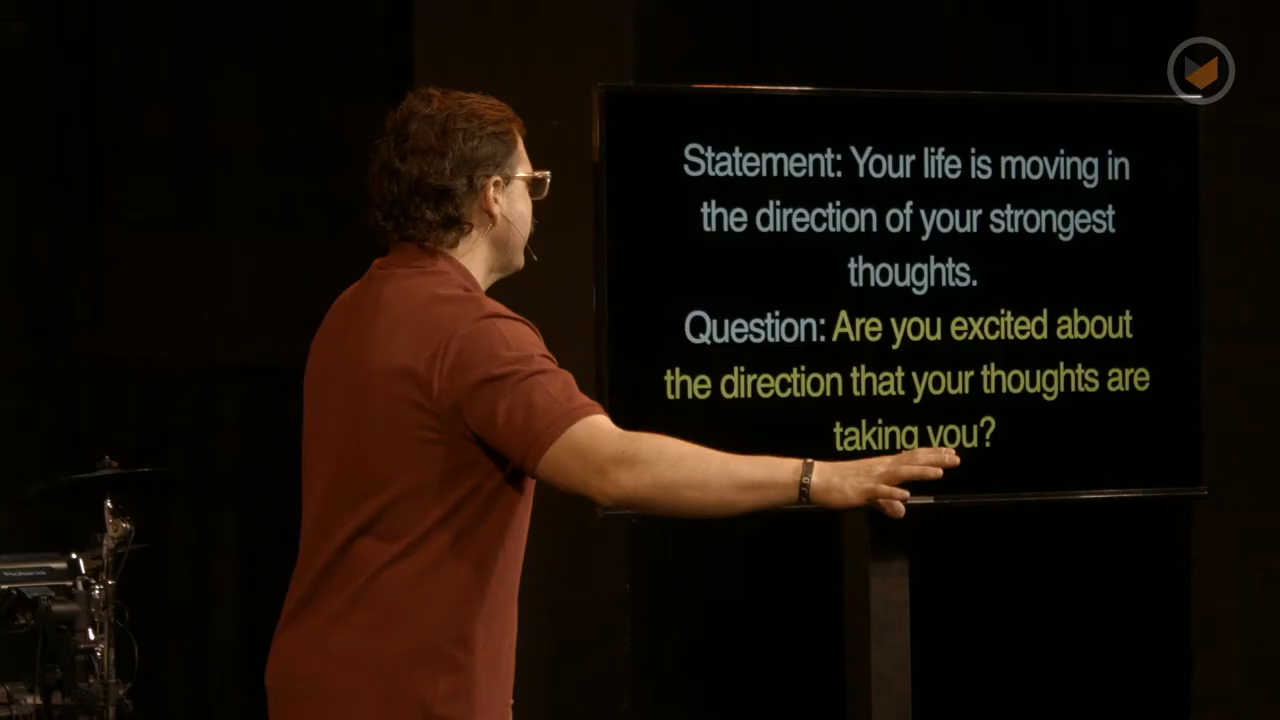 Statement: Your life is moving in
the direction of your strongest
thoughts.
Question: Are you excited about
the direction that your thoughts are
taking you?
Roland